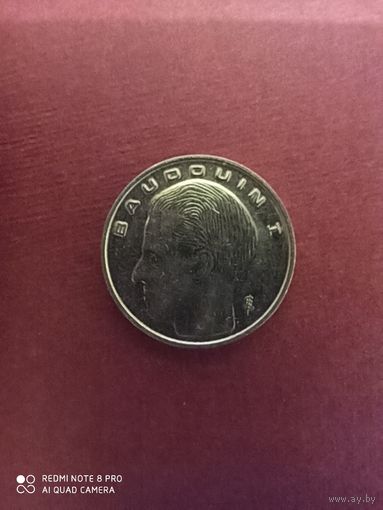 BAUDOUIN I
REDMI NOTE 8 PRO
AI QUAD CAMERA
www.ay.by